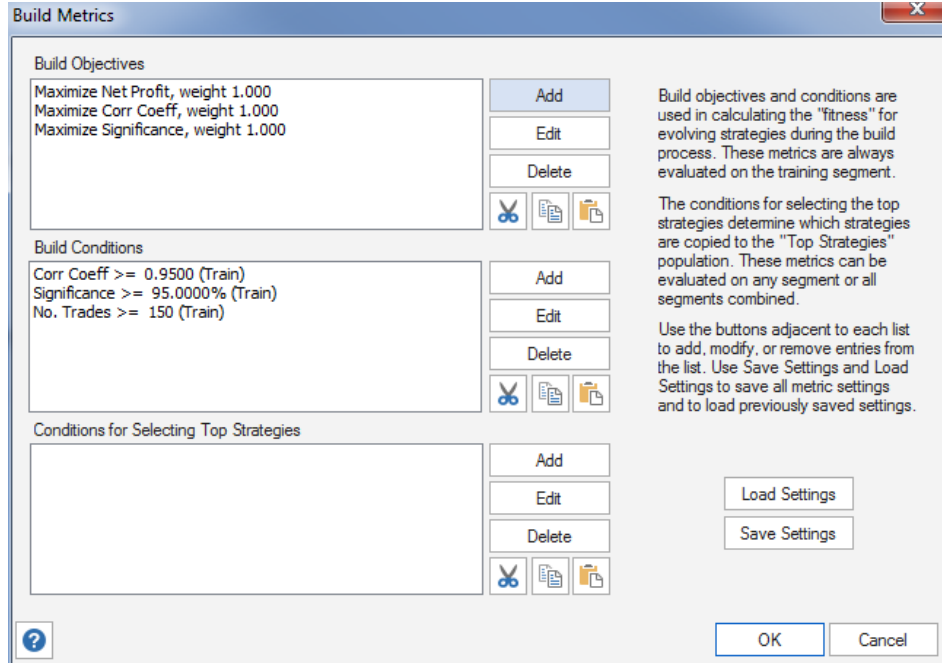 Build Metrics
X
Build Objectives
Maximize Net Profit, weight 1.000
Maximize Corr Coeff, weight 1.000
Maximize Significance, weight 1.000
Add
Edit
Delete
Build Conditions
Corr Coeff >= 0.9500 (Train)
Significance >= 95.0000% (Train)
No. Trades >= 150 (Train)
Add
Edit
Delete
Conditions for Selecting Top Strategies
Add
Edit
Delete
Build objectives and conditions are
used in calculating the "fitness" for
evolving strategies during the build
process. These metrics are always
evaluated on the training segment.
The conditions for selecting the top
strategies determine which strategies
are copied to the "Top Strategies"
population. These metrics can be
evaluated on any segment or all
segments combined.
Use the buttons adjacent to each list
to add, modify, or remove entries from
the list. Use Save Settings and Load
Settings to save all metric settings
and to load previously saved settings.
Load Settings
Save Settings
?
OK
Cancel